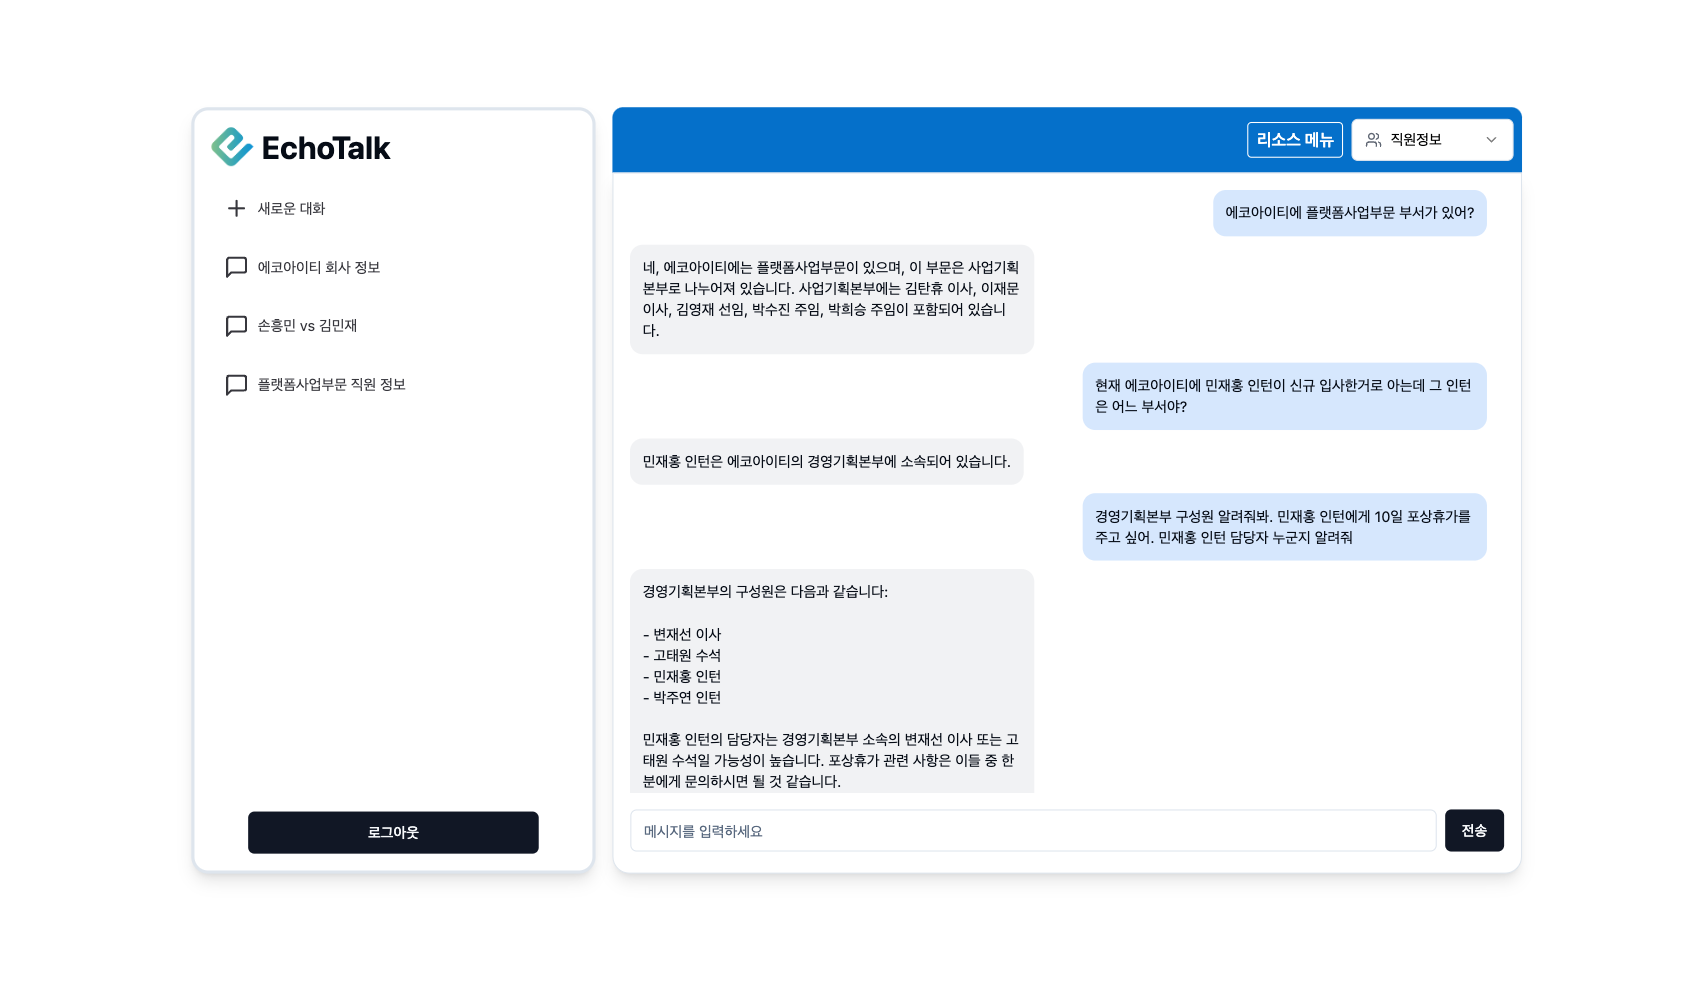 EchoTalk
새로운 대화
에코아이티 회사 정보
손흥민 vs 김민재
플랫폼사업부문 직원 정보
로그아웃
리소스 메뉴
직원정보
에코아이티에 플랫폼사업부문 부서가 있어?
네, 에코아이티에는 플랫폼사업부문이 있으며, 이 부문은 사업기획
본부로 나누어져 있습니다. 사업기획본부에는 김탄휴 이사, 이재문
이사, 김영재 선임, 박수진 주임, 박희승 주임이 포함되어 있습니
다.
현재 에코아이티에 민재홍 인턴이 신규 입사한거로 아는데 그 인턴
은 어느 부서야?
민재홍 인턴은 에코아이티의 경영기획본부에 소속되어 있습니다.
경영기획본부 구성원 알려줘봐. 민재홍 인턴에게 10일 포상휴가를
주고 싶어. 민재홍 인턴 담당자 누군지 알려줘
경영기획본부의 구성원은 다음과 같습니다:
- 변재선 이사
- 고태원 수석
- 민재홍 인턴
- 박주연 인턴
민재홍 인턴의 담당자는 경영기획본부 소속의 변재선 이사 또는 고
태원 수석일 가능성이 높습니다. 포상휴가 관련 사항은 이들 중 한
분에게 문의하시면 될 것 같습니다.
메시지를 입력하세요
전송